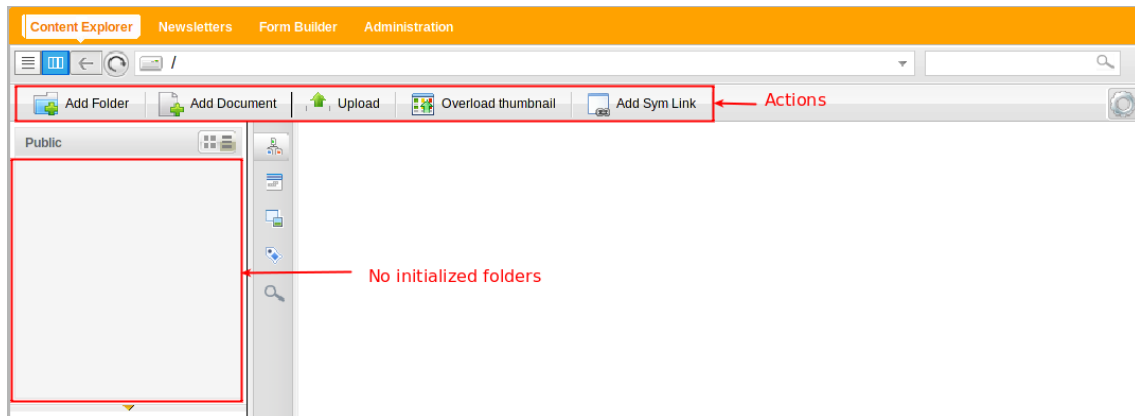 Content Explorer Newsletters Form Builder Administration
/
Add Folder Add Document Upload Overload thumbnail Add Sym Link Actions
Public
No initialized folders